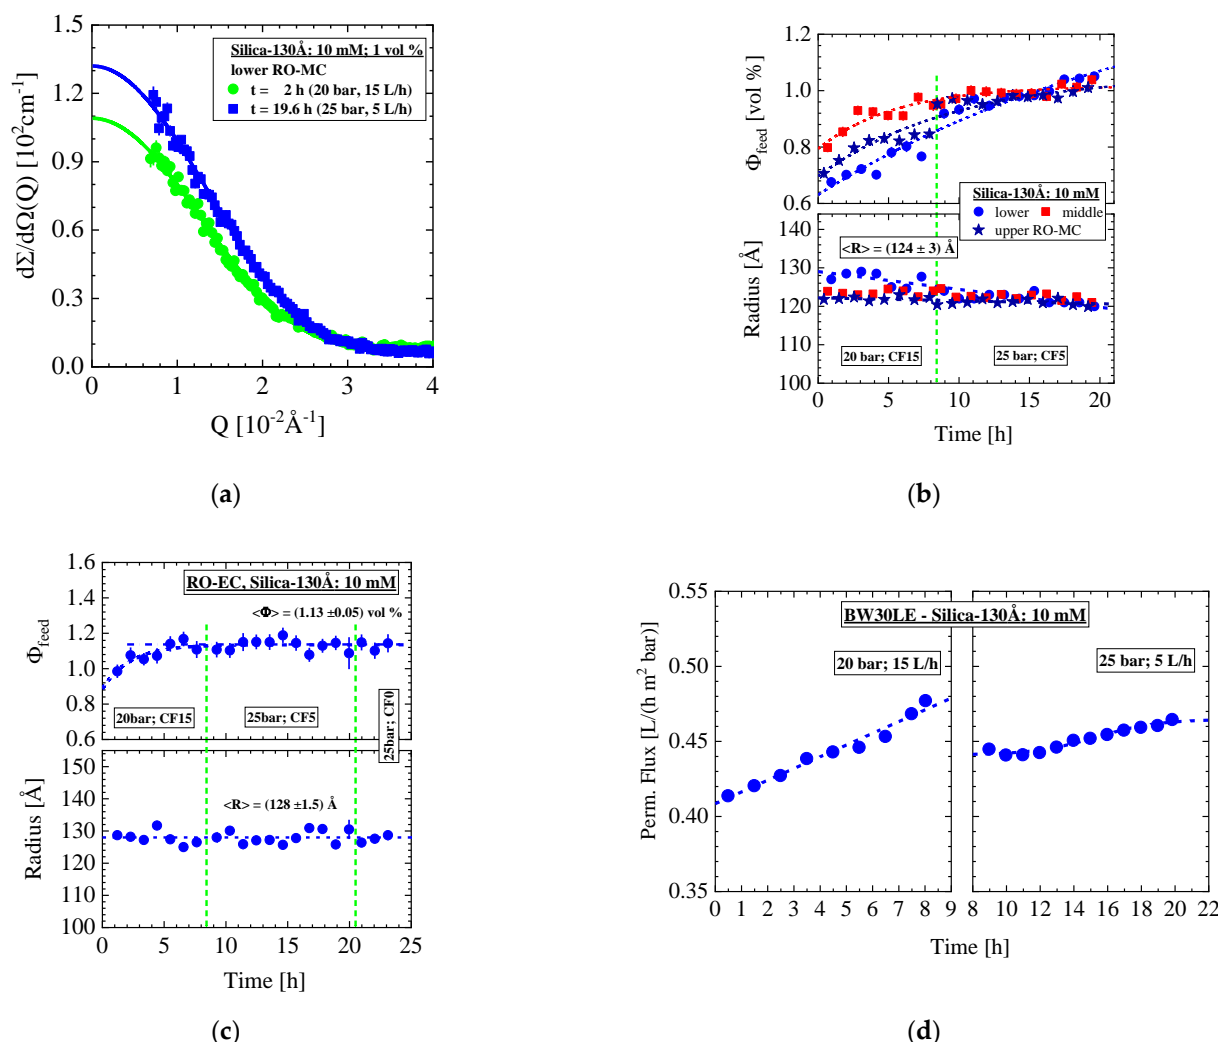 1.5
1.2
0.9
0.6
0.3
0.0
dΣ/dΩ(Q) [10²cm⁻¹]
Silica-130Å: 10 mM; 1 vol %
lower RO-MC
t = 2 h (20 bar, 15 L/h)
t = 19.6 h (25 bar, 5 L/h)
0 1 2 3 4
Q [10⁻²Å⁻¹]
(a)
1.2
1.0
0.8
0.6
Φfeed [vol %]
Silica-130Å: 10 mM
lower middle
upper RO-MC
150
140
130
120
110
100
Radius [Å]
<R> = (124 ± 3) Å
20 bar; CF15 25 bar; CF5
0 5 10 15 20
Time [h]
(b)
1.6
1.4
1.2
1.0
0.8
0.6
Φfeed
RO-EC, Silica-130Å: 10 mM
<Φ> = (1.13 ±0.05) vol %
20bar; CF15 25bar; CF5 25bar; CF0
150
140
130
120
110
100
Radius [Å]
<R> = (128 ±1.5) Å
0 5 10 15 20 25
Time [h]
(c)
0.55
0.50
0.45
0.40
0.35
Perm. Flux [L/(h m² bar)]
BW30LE - Silica-130Å: 10 mM
20 bar; 15 L/h 25 bar; 5 L/h
0 1 2 3 4 5 6 7 8 9 8 10 12 14 16 18 20 22
Time [h]
(d)